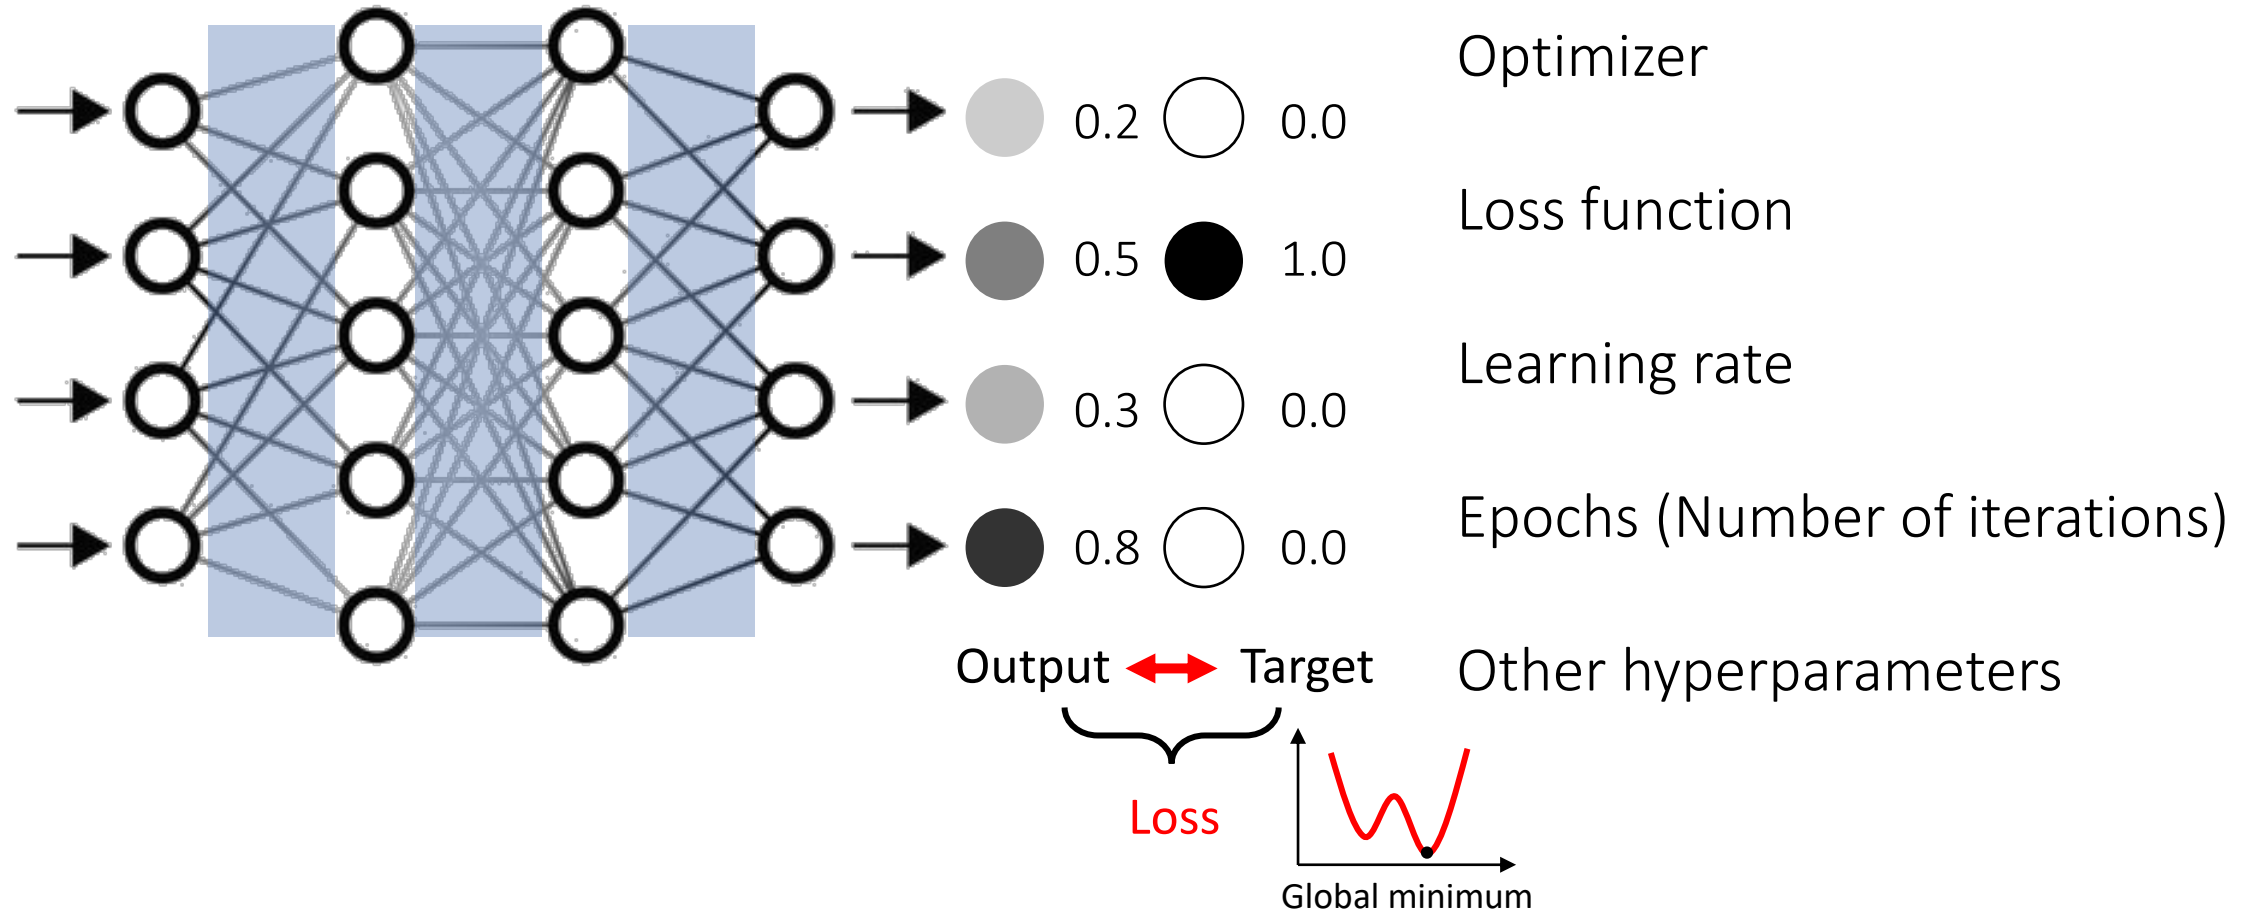 Optimizer
0.2 0.0
Loss function
0.5 1.0
Learning rate
0.3 0.0
Epochs (Number of iterations)
0.8 0.0
Output Target
Other hyperparameters
Loss
Global minimum